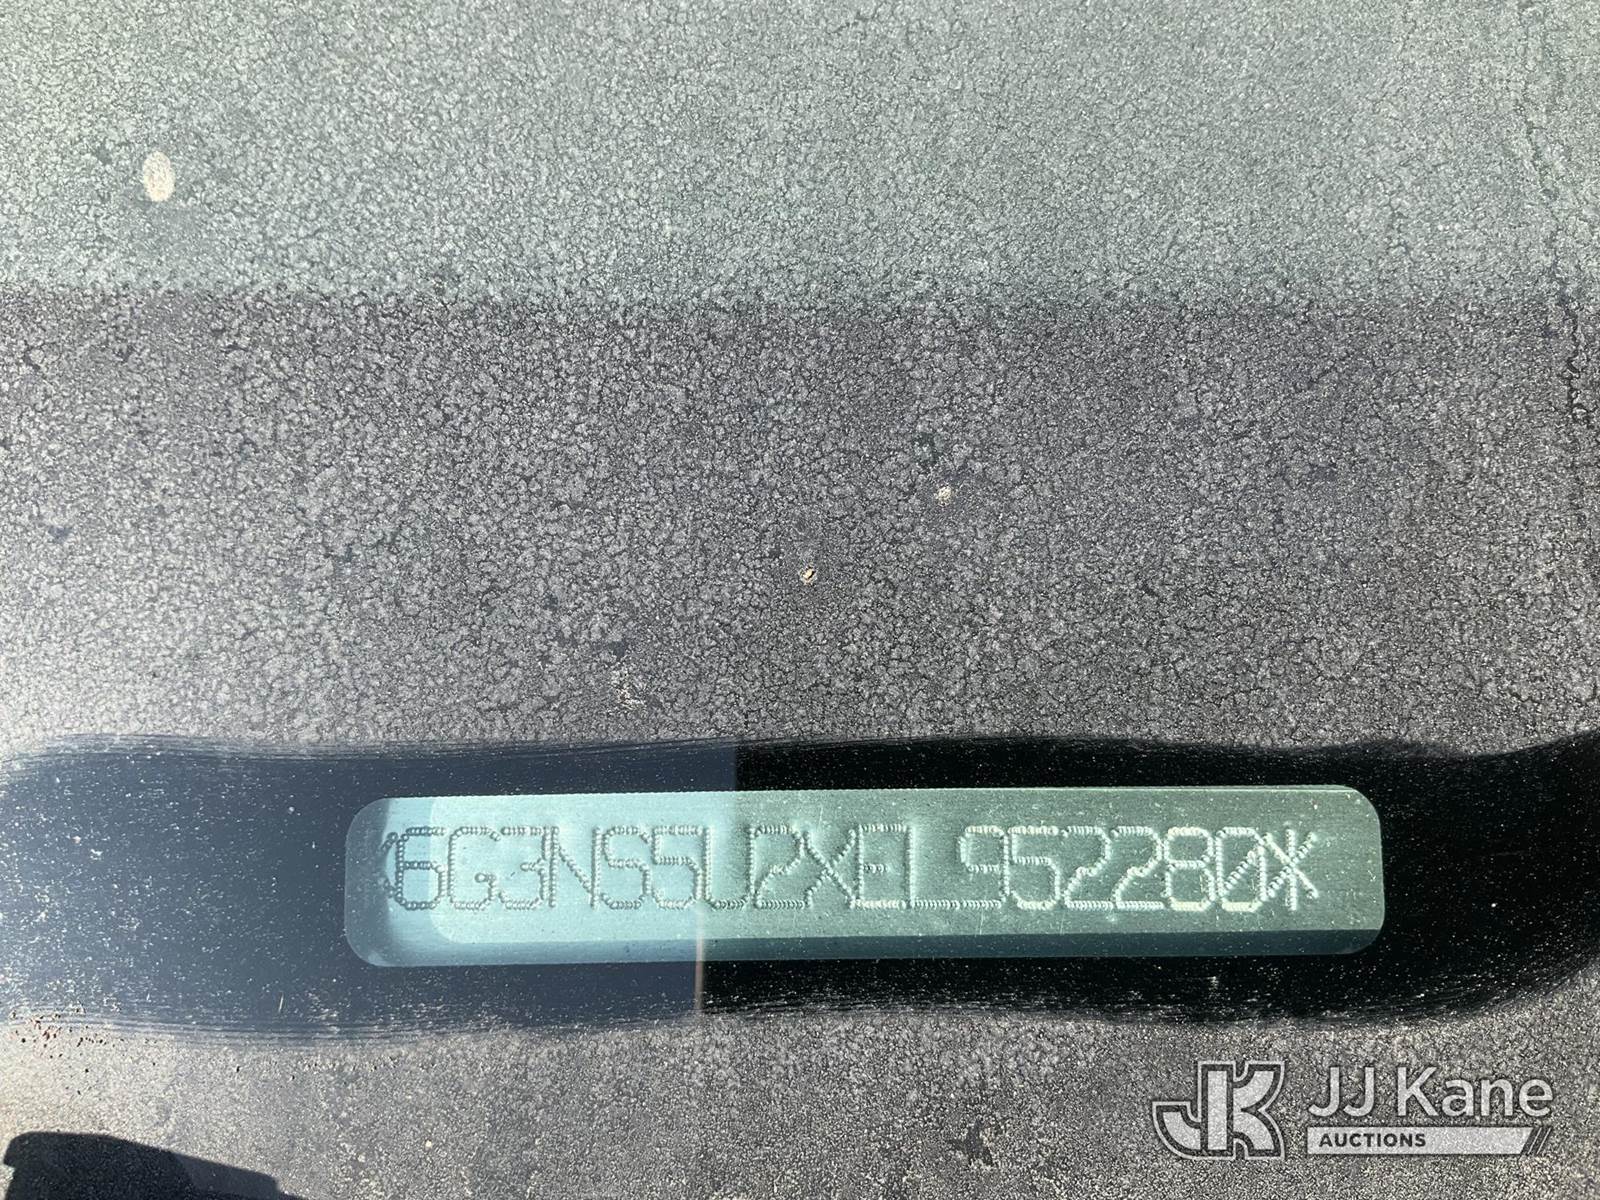 *6G3NS5U2XEL952280*
JJ Kane
AUCTIONS